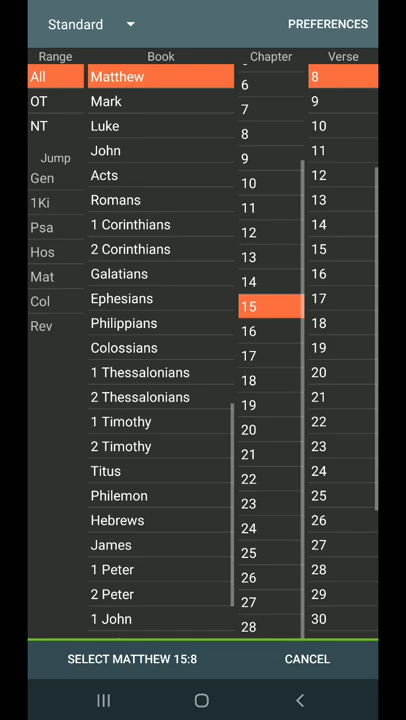 Standard
PREFERENCES
Range Book Chapter Verse
All
OT
NT
Jump
Gen
1Ki
Psa
Hos
Mat
Col
Rev
Matthew
Mark
Luke
John
Acts
Romans
1 Corinthians
2 Corinthians
Galatians
Ephesians
Philippians
Colossians
1 Thessalonians
2 Thessalonians
1 Timothy
2 Timothy
Titus
Philemon
Hebrews
James
1 Peter
2 Peter
1 John
6
7
8
9
10
11
12
13
14
15
16
17
18
19
20
21
22
23
24
25
26
27
28
8
9
10
11
12
13
14
15
16
17
18
19
20
21
22
23
24
25
26
27
28
29
30
SELECT MATTHEW 15:8
CANCEL